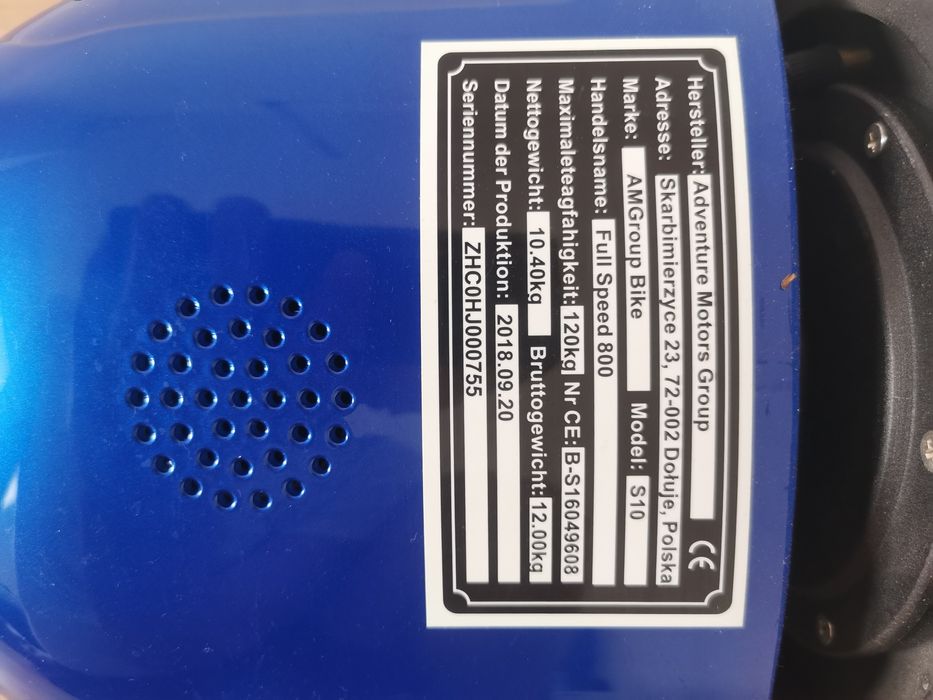 Hersteller: Adventure Motors Group
Adresse: Skarbimierzyce 23, 72-002 Dołuje, Polska
Marke: AMGroup Bike Model: S10
Handelsname: Full Speed 800
Maximaleteagfahigkeit: 120kg Nr CE: B-S16049608
Nettogewicht: 10.40kg Bruttogewicht: 12.00kg
Datum der Produktion: 2018.09.20
Seriennummer: ZHC0HJ000755
CE